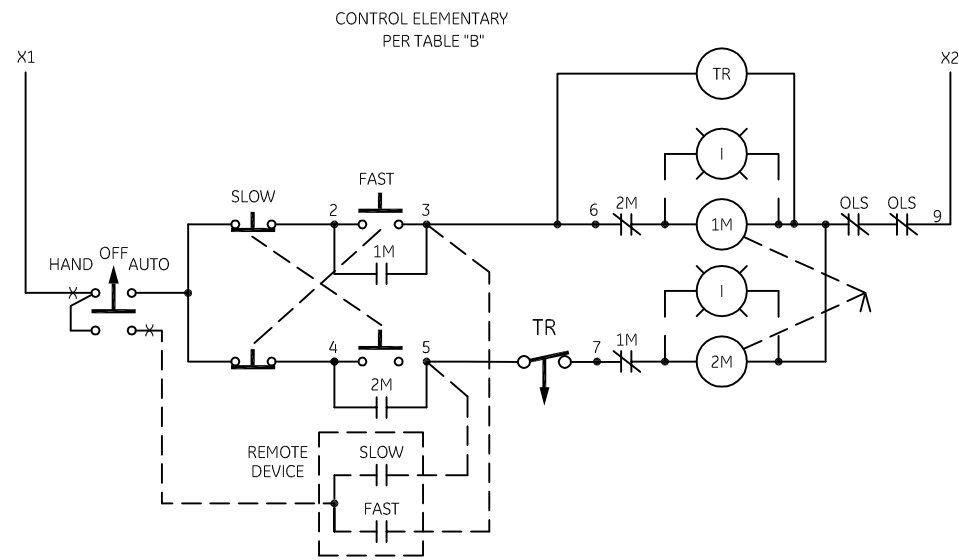 CONTROL ELEMENTARY
PER TABLE "B"
X1
X2
TR
I
SLOW
FAST
2
3
6
2M
1M
OLS
OLS
9
1M
HAND
OFF
AUTO
X
I
TR
4
5
7
1M
2M
X
2M
REMOTE
DEVICE
SLOW
FAST